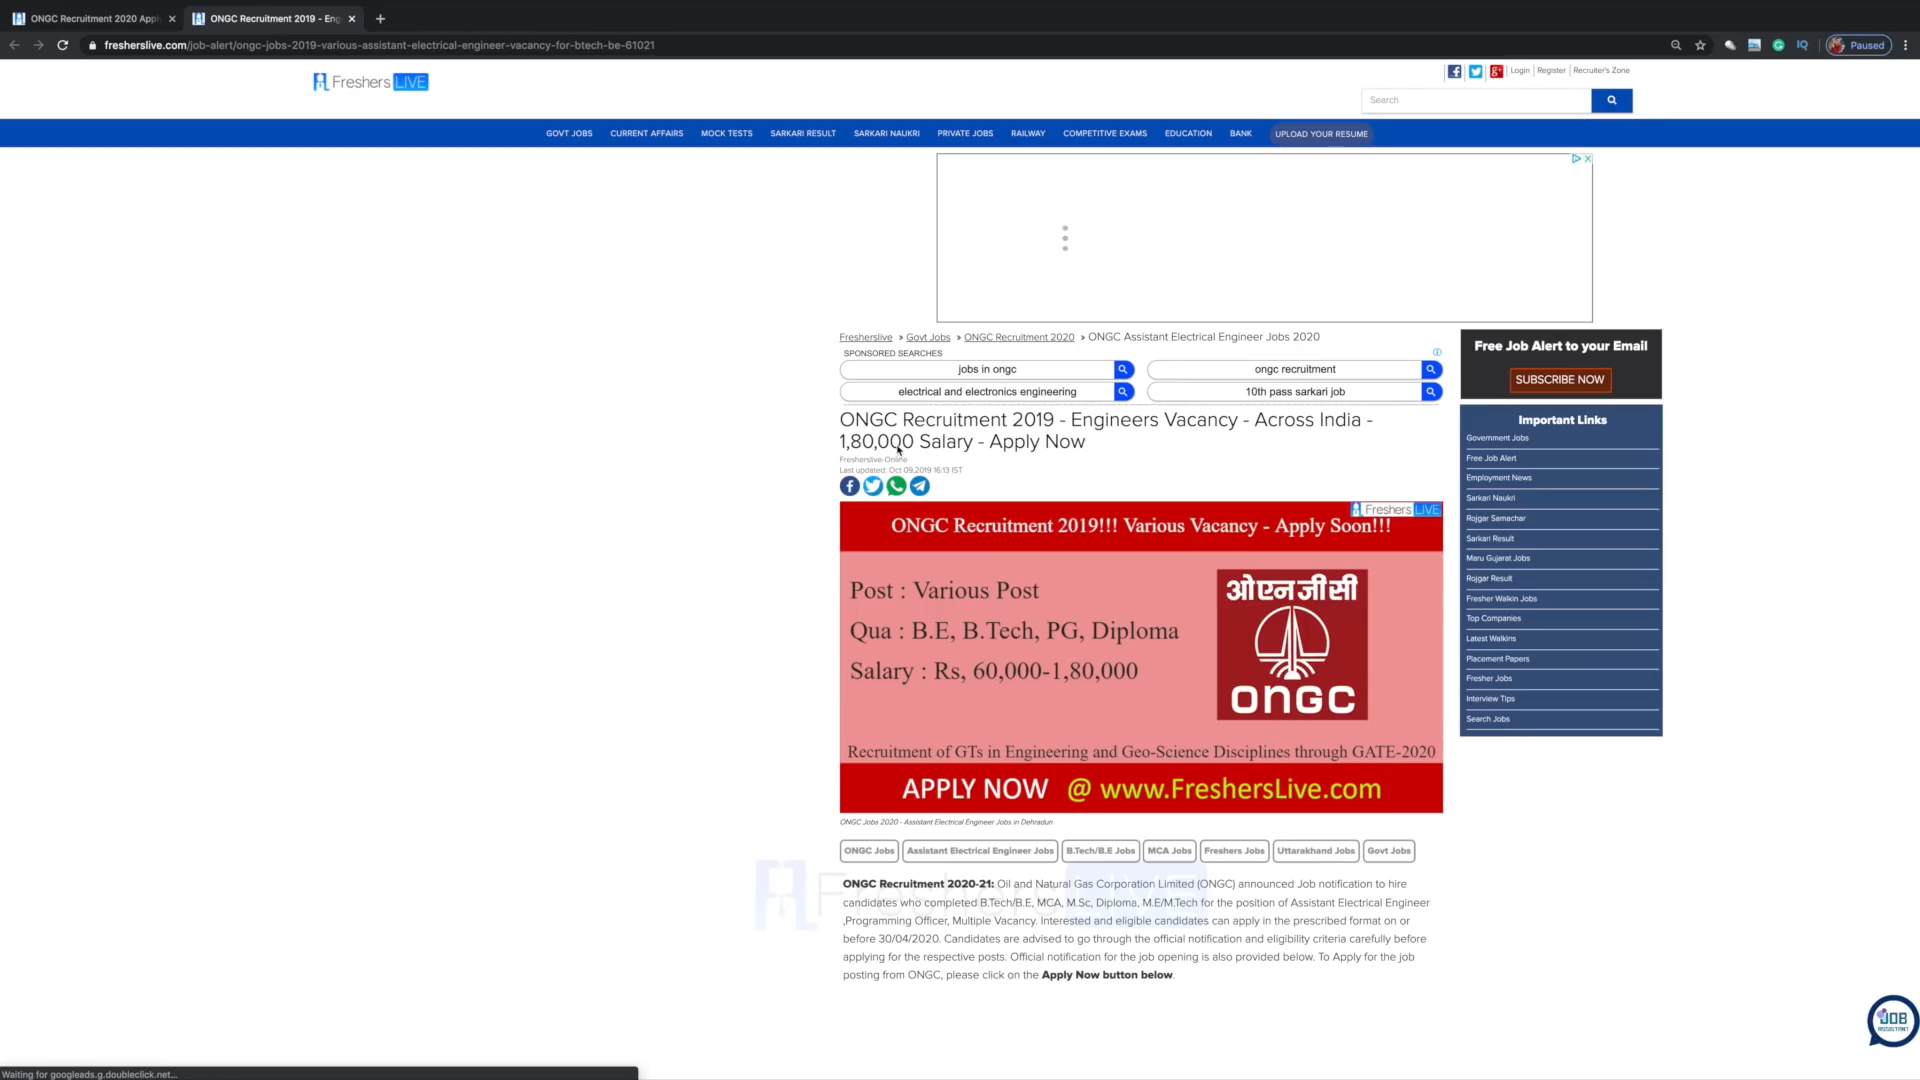 ONGC Recruitment 2020 Appl
ONGC Recruitment 2019 - Eng
fresherslive.com/job-alert/ongc-jobs-2019-various-assistant-electrical-engineer-vacancy-for-btech-be-61021
IQ
Paused
Freshers LIVE
Login | Register | Recruiter's Zone
Search
GOVT JOBS CURRENT AFFAIRS MOCK TESTS SARKARI RESULT SARKARI NAUKRI PRIVATE JOBS RAILWAY COMPETITIVE EXAMS EDUCATION BANK UPLOAD YOUR RESUME
Fresherslive » Govt Jobs » ONGC Recruitment 2020 » ONGC Assistant Electrical Engineer Jobs 2020
SPONSORED SEARCHES
jobs in ongc
ongc recruitment
electrical and electronics engineering
10th pass sarkari job
ONGC Recruitment 2019 - Engineers Vacancy - Across India -
1,80,000 Salary - Apply Now
Fresherslive-Online
Last updated: Oct 09,2019 16:13 IST
Freshers LIVE
ONGC Recruitment 2019!!! Various Vacancy - Apply Soon!!!
Post : Various Post
Qua : B.E, B.Tech, PG, Diploma
Salary : Rs, 60,000-1,80,000
ओएनजीसी
ongc
Recruitment of GTs in Engineering and Geo-Science Disciplines through GATE-2020
APPLY NOW @ www.FreshersLive.com
ONGC Jobs 2020 - Assistant Electrical Engineer Jobs in Dehradun
ONGC Jobs
Assistant Electrical Engineer Jobs
B.Tech/B.E Jobs
MCA Jobs
Freshers Jobs
Uttarakhand Jobs
Govt Jobs
ONGC Recruitment 2020-21: Oil and Natural Gas Corporation Limited (ONGC) announced Job notification to hire
candidates who completed B.Tech/B.E, MCA, M.Sc, Diploma, M.E/M.Tech for the position of Assistant Electrical Engineer
,Programming Officer, Multiple Vacancy. Interested and eligible candidates can apply in the prescribed format on or
before 30/04/2020. Candidates are advised to go through the official notification and eligibility criteria carefully before
applying for the respective posts. Official notification for the job opening is also provided below. To Apply for the job
posting from ONGC, please click on the Apply Now button below.
Freshers LIVE
Free Job Alert to your Email
SUBSCRIBE NOW
Important Links
Government Jobs
Free Job Alert
Employment News
Sarkari Naukri
Rojgar Samachar
Sarkari Result
Maru Gujarat Jobs
Rojgar Result
Fresher Walkin Jobs
Top Companies
Latest Walkins
Placement Papers
Fresher Jobs
Interview Tips
Search Jobs
JOB
ASSISTANT
Waiting for googleads.g.doubleclick.net...